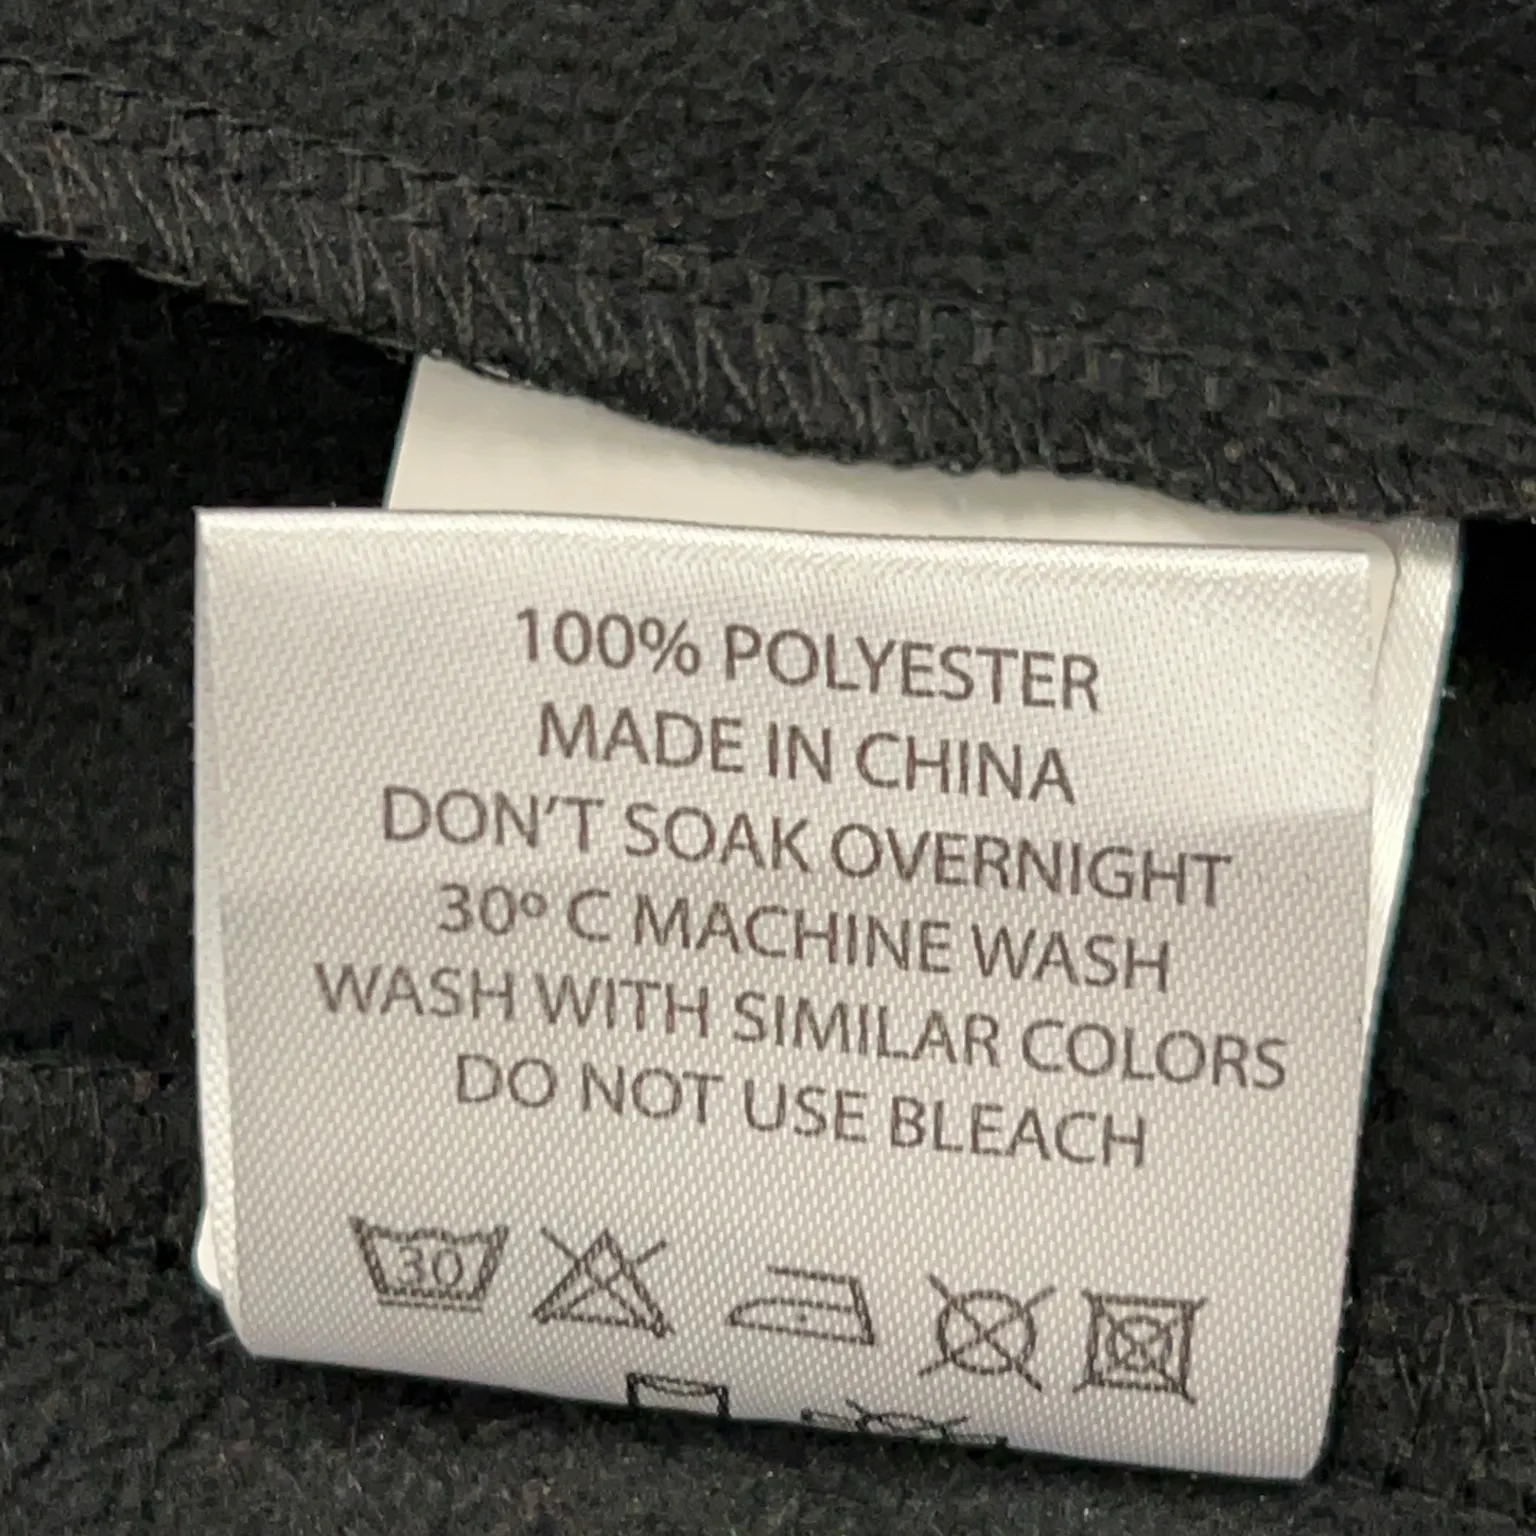 100% POLYESTER
MADE IN CHINA
DON'T SOAK OVERNIGHT
30º C MACHINE WASH
WASH WITH SIMILAR COLORS
DO NOT USE BLEACH
30